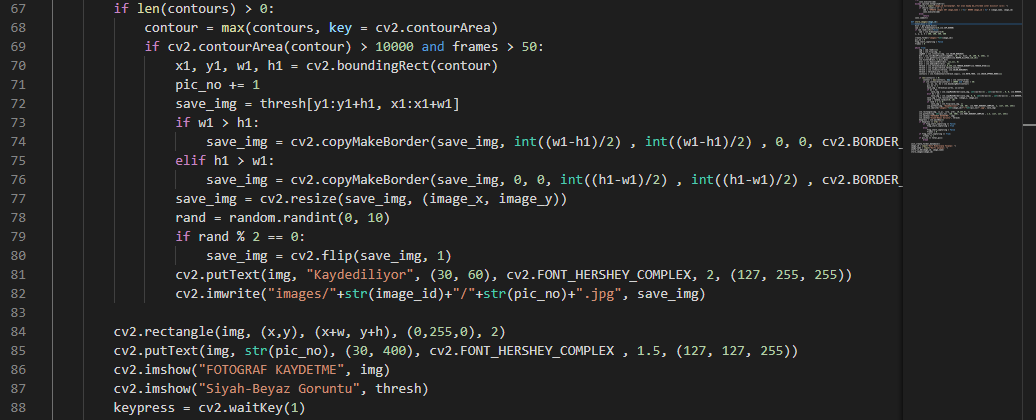 67 if len(contours) > 0:
68 contour = max(contours, key = cv2.contourArea)
69 if cv2.contourArea(contour) > 10000 and frames > 50:
70 x1, y1, w1, h1 = cv2.boundingRect(contour)
71 pic_no += 1
72 save_img = thresh[y1:y1+h1, x1:x1+w1]
73 if w1 > h1:
74 save_img = cv2.copyMakeBorder(save_img, int((w1-h1)/2) , int((w1-h1)/2) , 0, 0, cv2.BORDER_
75 elif h1 > w1:
76 save_img = cv2.copyMakeBorder(save_img, 0, 0, int((h1-w1)/2) , int((h1-w1)/2) , cv2.BORDER_
77 save_img = cv2.resize(save_img, (image_x, image_y))
78 rand = random.randint(0, 10)
79 if rand % 2 == 0:
80 save_img = cv2.flip(save_img, 1)
81 cv2.putText(img, "Kaydediliyor", (30, 60), cv2.FONT_HERSHEY_COMPLEX, 2, (127, 255, 255))
82 cv2.imwrite("images/"+str(image_id)+"/"+str(pic_no)+".jpg", save_img)
83
84 cv2.rectangle(img, (x,y), (x+w, y+h), (0,255,0), 2)
85 cv2.putText(img, str(pic_no), (30, 400), cv2.FONT_HERSHEY_COMPLEX , 1.5, (127, 127, 255))
86 cv2.imshow("FOTOGRAF KAYDETME", img)
87 cv2.imshow("Siyah-Beyaz Goruntu", thresh)
88 keypress = cv2.waitKey(1)